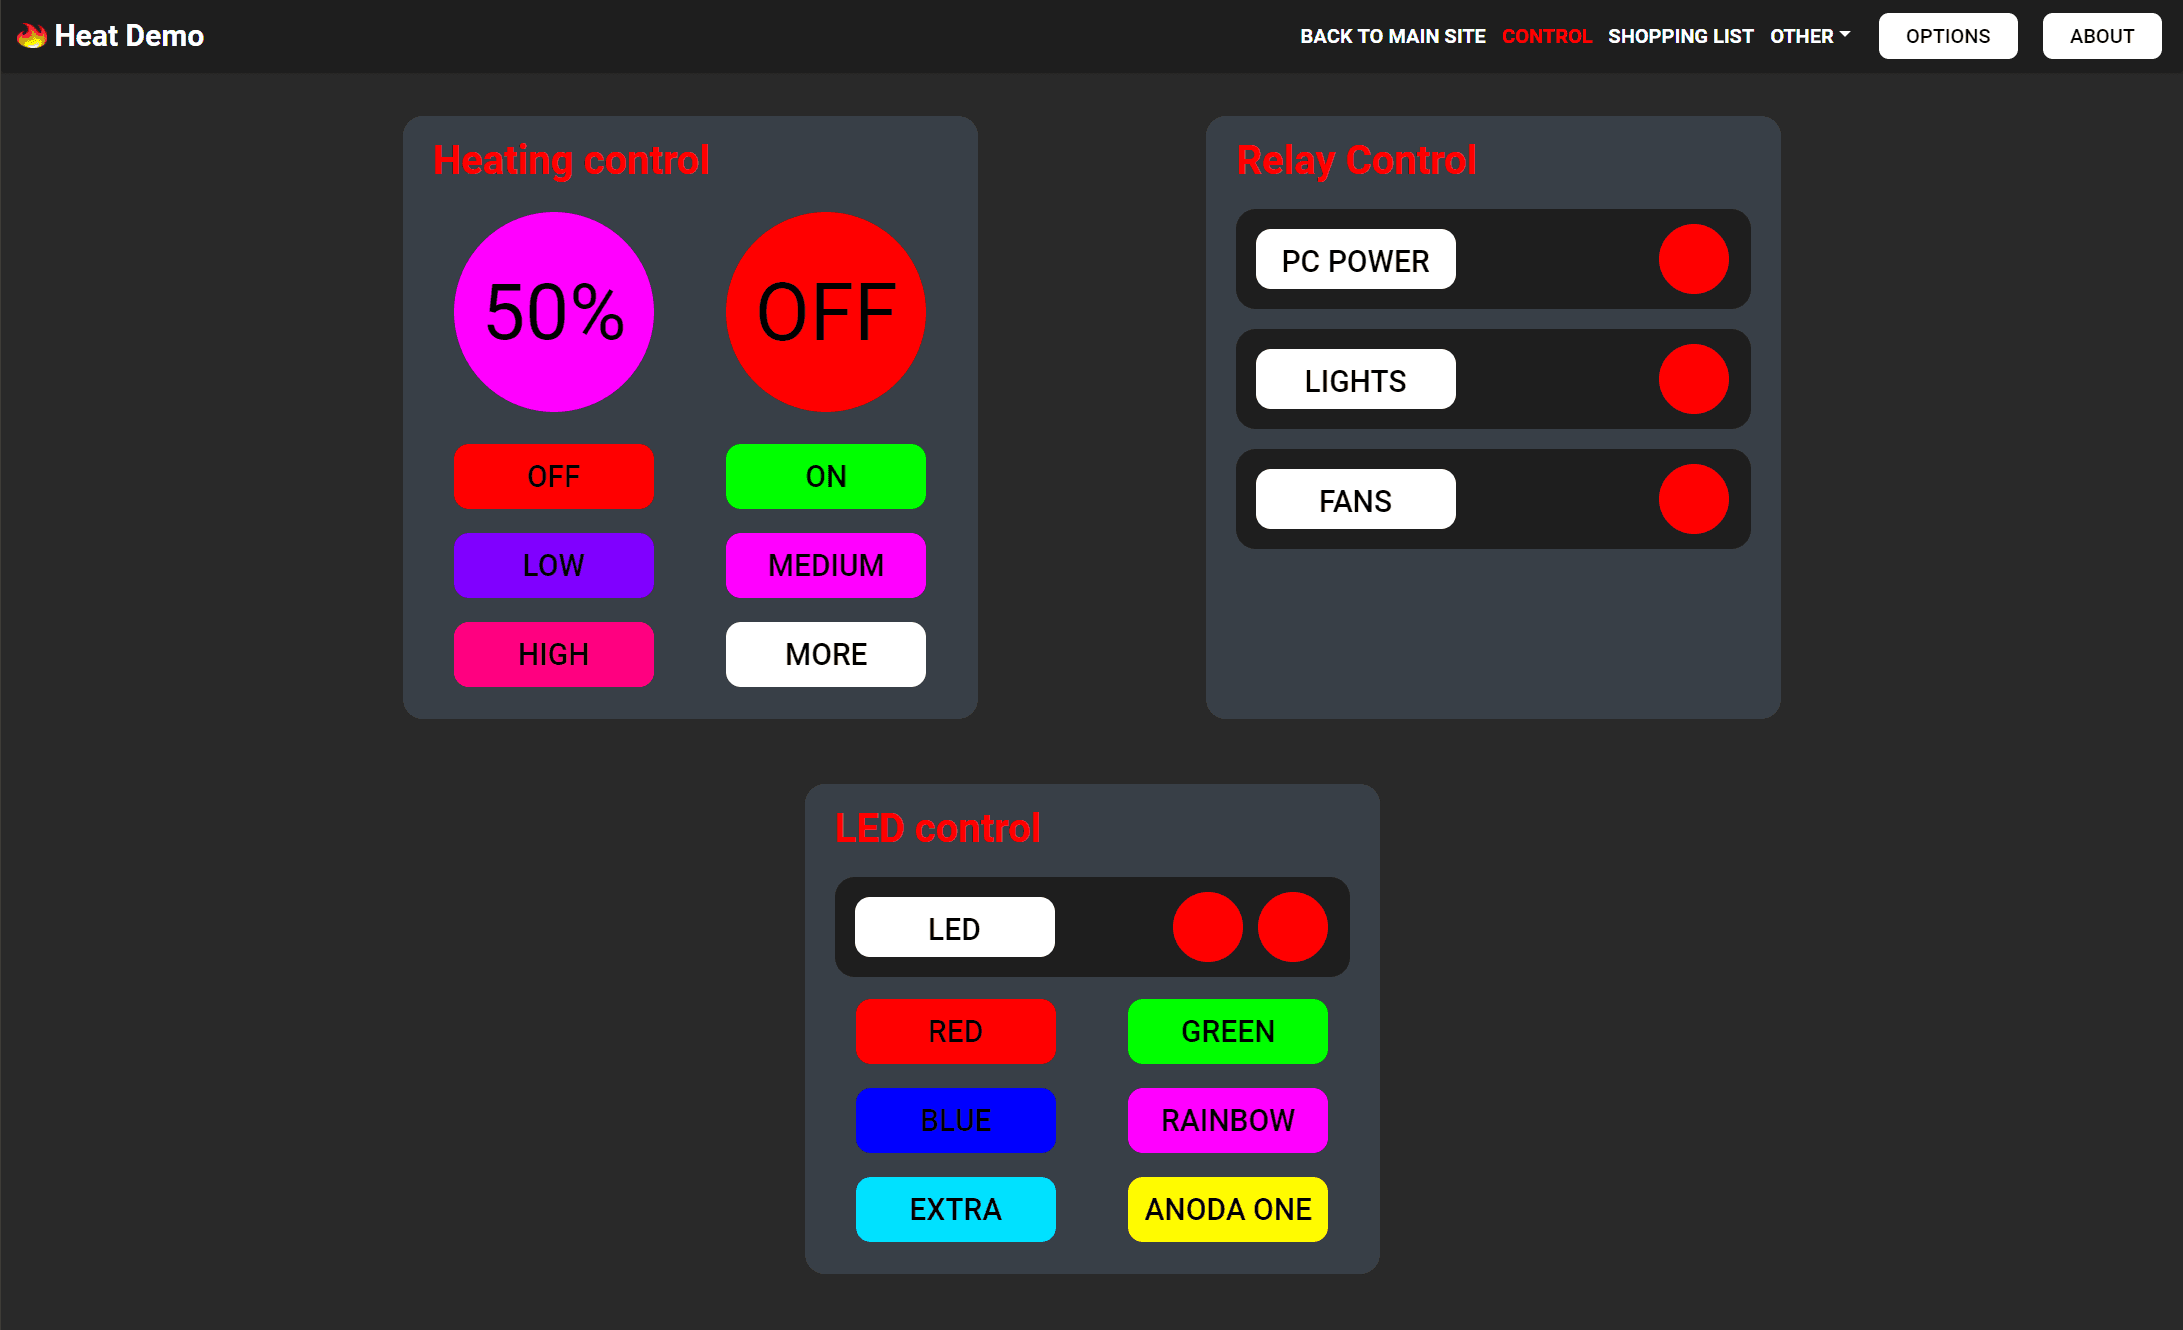 Heat Demo
BACK TO MAIN SITE CONTROL SHOPPING LIST OTHER OPTIONS ABOUT
Heating control
50% OFF
OFF ON
LOW MEDIUM
HIGH MORE
Relay Control
PC POWER
LIGHTS
FANS
LED control
LED
RED GREEN
BLUE RAINBOW
EXTRA ANODA ONE